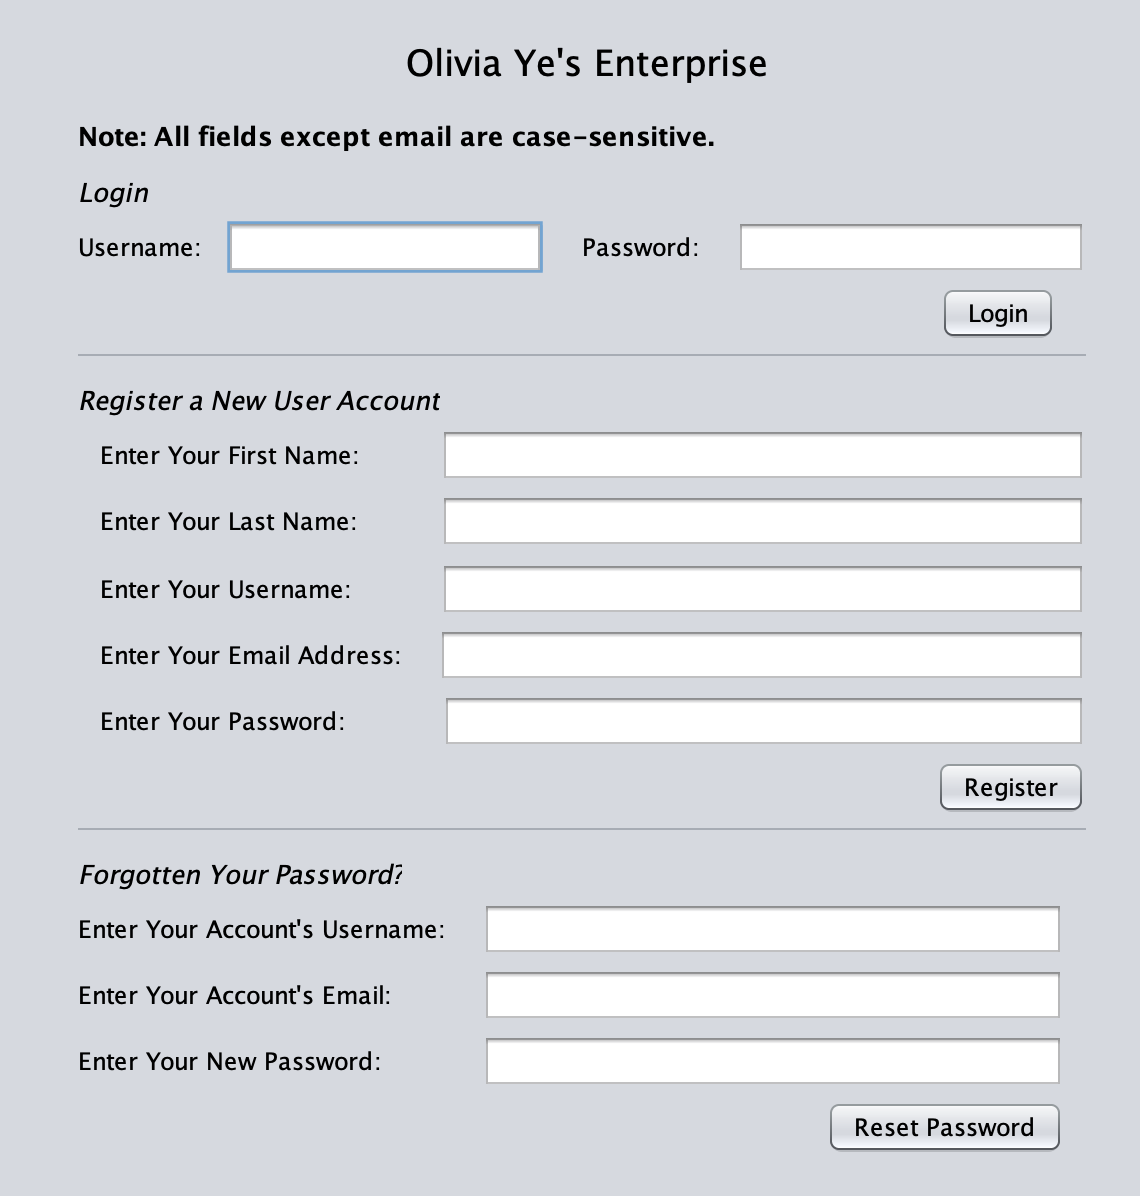 Olivia Ye's Enterprise
Note: All fields except email are case-sensitive.
Login
Username: Password:
Login
Register a New User Account
Enter Your First Name:
Enter Your Last Name:
Enter Your Username:
Enter Your Email Address:
Enter Your Password:
Register
Forgotten Your Password?
Enter Your Account's Username:
Enter Your Account's Email:
Enter Your New Password:
Reset Password